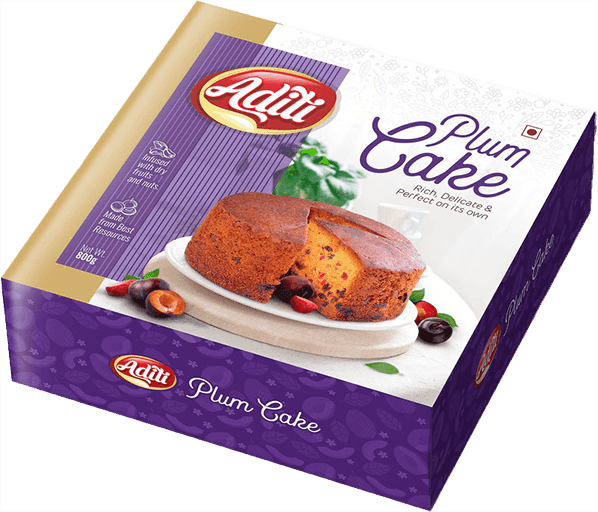 Aditi
Plum
Cake
Rich, Delicate &
Perfect on its own
Infused
with dry
fruits
and nuts.
Made
from Best
Resources
Net Wt.
800g
Aditi
Plum Cake
Plum Cake
Aditi